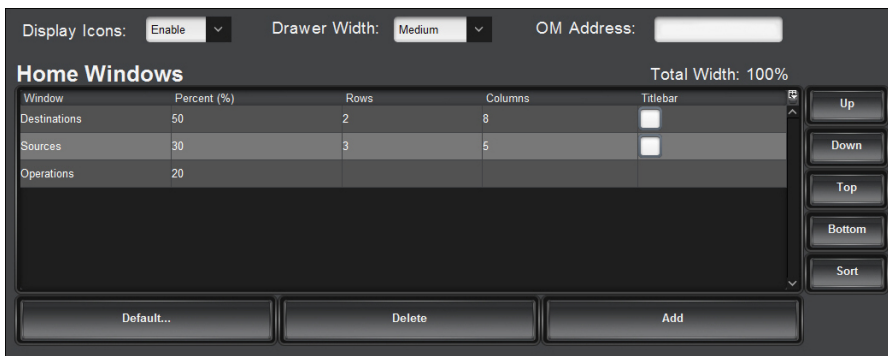 Display Icons: Enable Drawer Width: Medium OM Address:
Home Windows Total Width: 100%
Window Percent (%) Rows Columns Titlebar
Destinations 50 2 8
Sources 30 3 5
Operations 20
Up
Down
Top
Bottom
Sort
Default... Delete Add